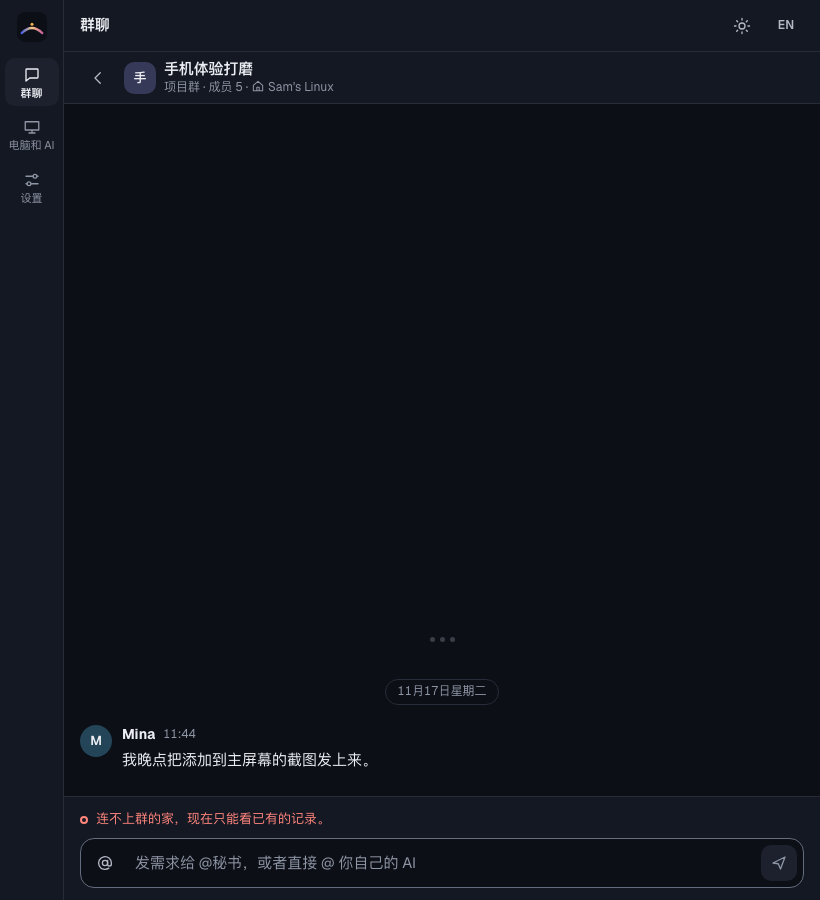 群聊
EN
群聊
电脑和 AI
设置
手
手机体验打磨
项目群 · 成员 5 · Sam's Linux
11月17日星期二
M
Mina 11:44
我晚点把添加到主屏幕的截图发上来。
连不上群的家，现在只能看已有的记录。
@ 发需求给 @秘书，或者直接 @ 你自己的 AI